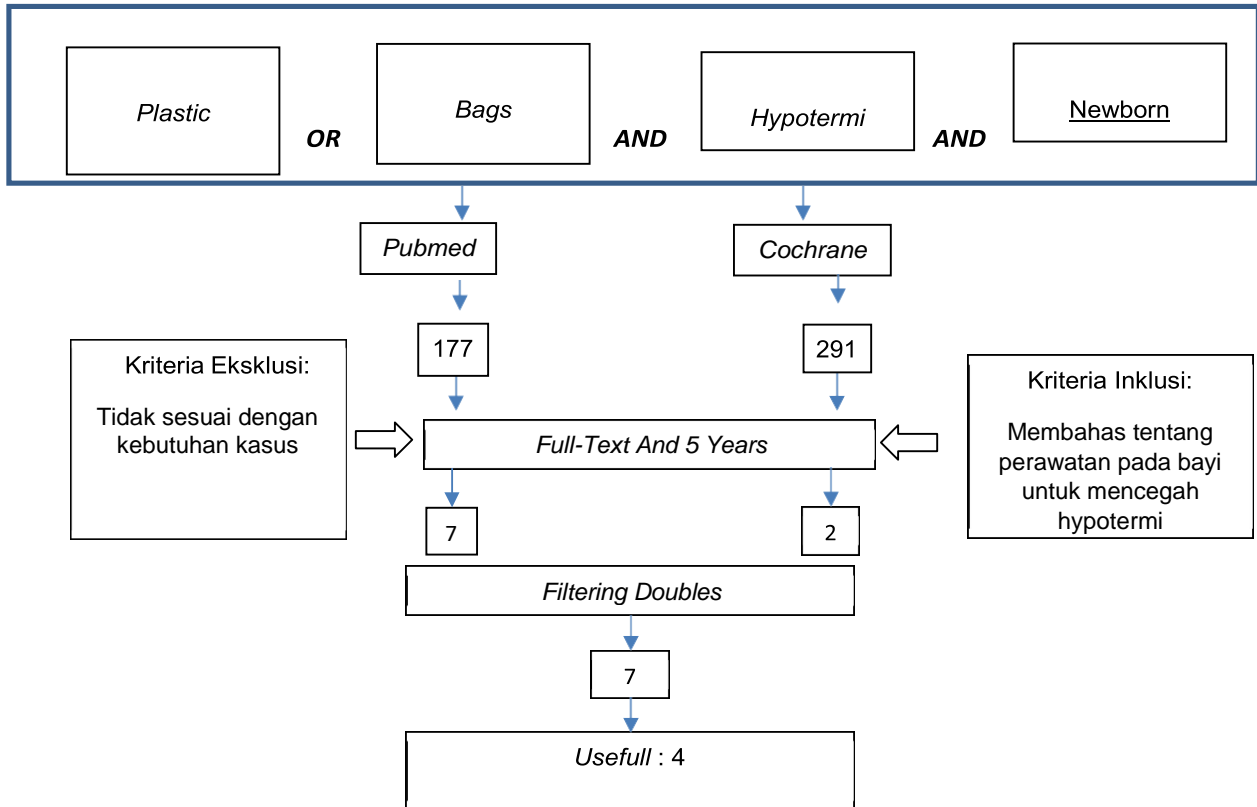 Plastic
OR
Bags
AND
Hypotermi
AND
Newborn
Pubmed
Cochrane
177
291
Kriteria Eksklusi:
Tidak sesuai dengan
kebutuhan kasus
Full-Text And 5 Years
Kriteria Inklusi:
Membahas tentang
perawatan pada bayi
untuk mencegah
hypotermi
7
2
Filtering Doubles
7
Usefull : 4